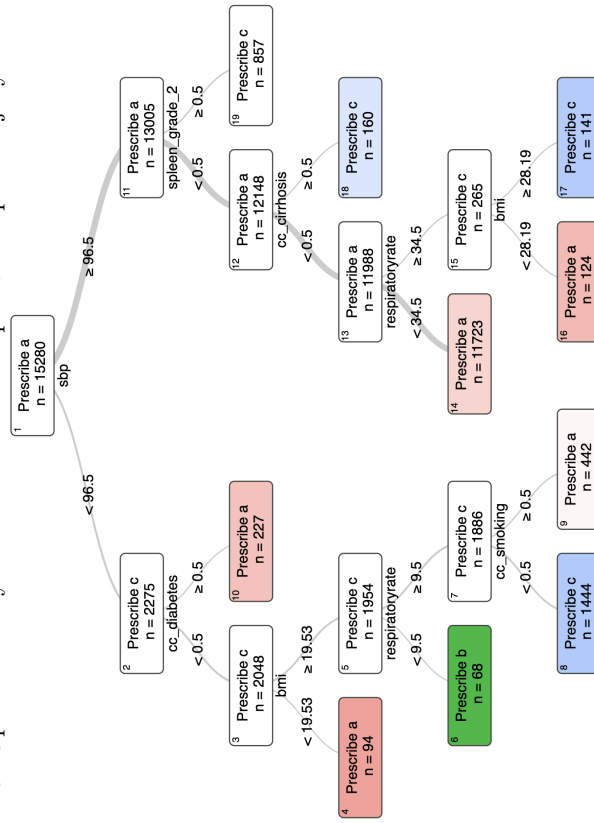 1
Prescribe a
n = 15280
sbp
< 96.5
≥ 96.5
2
Prescribe c
n = 2275
cc_diabetes
< 0.5
≥ 0.5
11
Prescribe a
n = 13005
spleen_grade_2
< 0.5
≥ 0.5
3
Prescribe c
n = 2048
bmi
< 19.53
≥ 19.53
10
Prescribe a
n = 227
12
Prescribe a
n = 12148
cc_cirrhosis
< 0.5
≥ 0.5
19
Prescribe c
n = 857
4
Prescribe a
n = 94
5
Prescribe c
n = 1954
respiratoryrate
< 9.5
≥ 9.5
13
Prescribe a
n = 11988
respiratoryrate
< 34.5
≥ 34.5
18
Prescribe c
n = 160
6
Prescribe b
n = 68
7
Prescribe c
n = 1886
cc_smoking
< 0.5
≥ 0.5
14
Prescribe a
n = 11723
15
Prescribe c
n = 265
bmi
< 28.19
≥ 28.19
8
Prescribe c
n = 1444
9
Prescribe a
n = 442
16
Prescribe a
n = 124
17
Prescribe c
n = 141